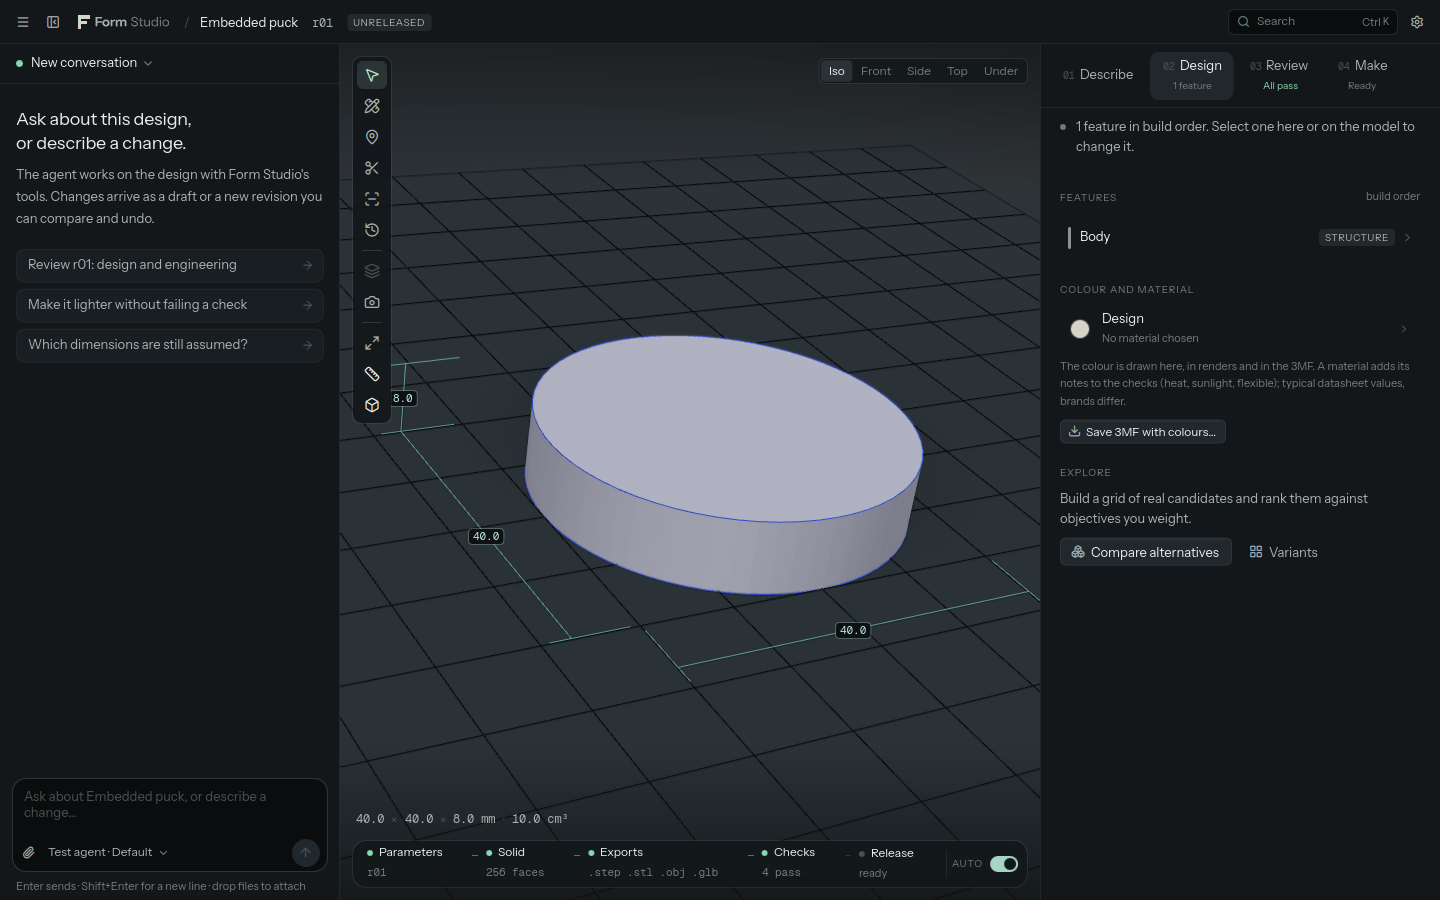 Form Studio / Embedded puck r01 UNRELEASED
Search Ctrl K
New conversation
Ask about this design,
or describe a change.
The agent works on the design with Form Studio's
tools. Changes arrive as a draft or a new revision you
can compare and undo.
Review r01: design and engineering
Make it lighter without failing a check
Which dimensions are still assumed?
Ask about Embedded puck, or describe a
change...
Test agent · Default
Enter sends · Shift+Enter for a new line · drop files to attach
Iso Front Side Top Under
8.0
40.0
40.0
40.0 × 40.0 × 8.0 mm 10.0 cm³
Parameters
r01
Solid
256 faces
Exports
.step .stl .obj .glb
Checks
4 pass
Release
ready
AUTO
01 Describe
02 Design
1 feature
03 Review
All pass
04 Make
Ready
1 feature in build order. Select one here or on the model to
change it.
FEATURES build order
Body STRUCTURE
COLOUR AND MATERIAL
Design
No material chosen
The colour is drawn here, in renders and in the 3MF. A material adds its
notes to the checks (heat, sunlight, flexible); typical datasheet values,
brands differ.
Save 3MF with colours...
EXPLORE
Build a grid of real candidates and rank them against
objectives you weight.
Compare alternatives Variants